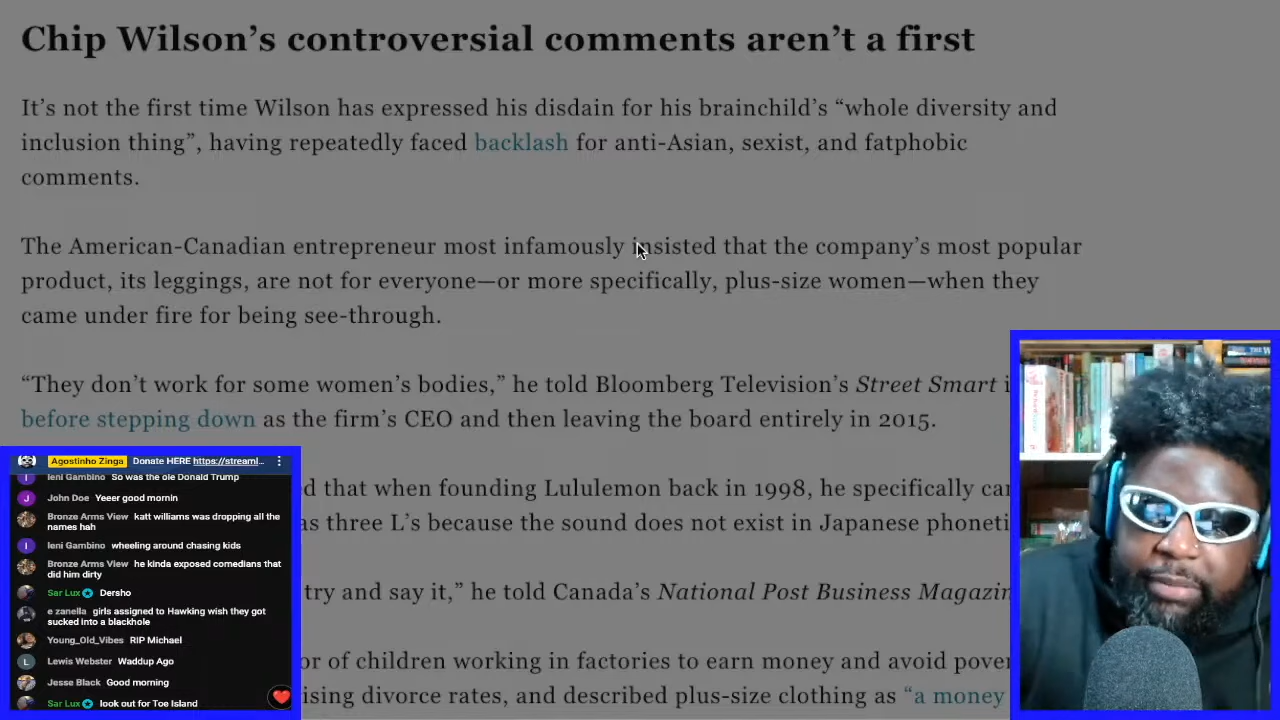 Chip Wilson’s controversial comments aren’t a first
It’s not the first time Wilson has expressed his disdain for his brainchild’s “whole diversity and
inclusion thing”, having repeatedly faced backlash for anti-Asian, sexist, and fatphobic
comments.
The American-Canadian entrepreneur most infamously insisted that the company’s most popular
product, its leggings, are not for everyone—or more specifically, plus-size women—when they
came under fire for being see-through.
“They don’t work for some women’s bodies,” he told Bloomberg Television’s Street Smart
before stepping down as the firm’s CEO and then leaving the board entirely in 2015.
that when founding Lululemon back in 1998, he specifically
as three L’s because the sound does not exist in Japanese
try and say it,” he told Canada’s National Post Business
of children working in factories to earn money and avoid
divorce rates, and described plus-size clothing as “a money
Agostinho Zinga Donate HERE https://streaml...
Ieni Gambino So was the ole Donald Trump
John Doe Yeeer good mornin
Bronze Arms View katt williams was dropping all the
names hah
Ieni Gambino wheeling around chasing kids
Bronze Arms View he kinda exposed comedians that
did him dirty
Sar Lux Dersho
e zanella girls assigned to Hawking wish they got
sucked into a blackhole
Young_Old_Vibes RIP Michael
Lewis Webster Waddup Ago
Jesse Black Good morning
Sar Lux look out for Toe Island